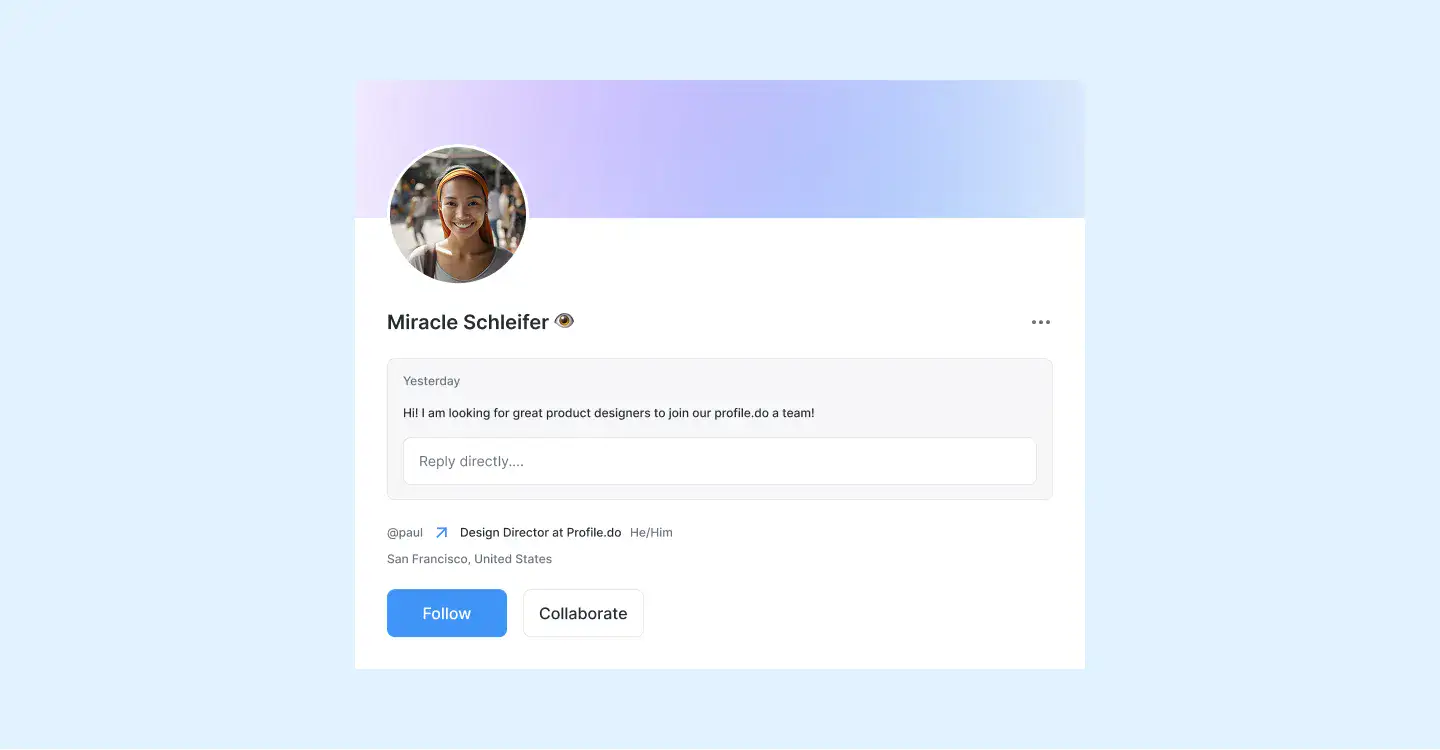 Miracle Schleifer 👁️
Yesterday
Hi! I am looking for great product designers to join our profile.do a team!
Reply directly....
@paul Design Director at Profile.do He/Him
San Francisco, United States
Follow Collaborate